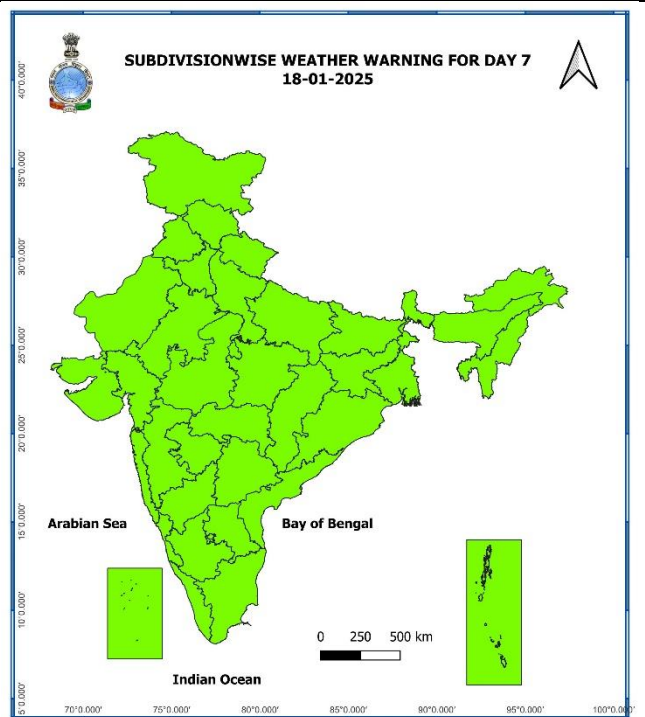 SUBDIVISIONWISE WEATHER WARNING FOR DAY 7
18-01-2025
40°0.000'
35°0.000'
30°0.000'
25°0.000'
20°0.000'
15°0.000'
10°0.000'
5°0.000'
Arabian Sea
Bay of Bengal
0 250 500 km
Indian Ocean
70°0.000' 75°0.000' 80°0.000' 85°0.000' 90°0.000' 95°0.000' 100°0.000'